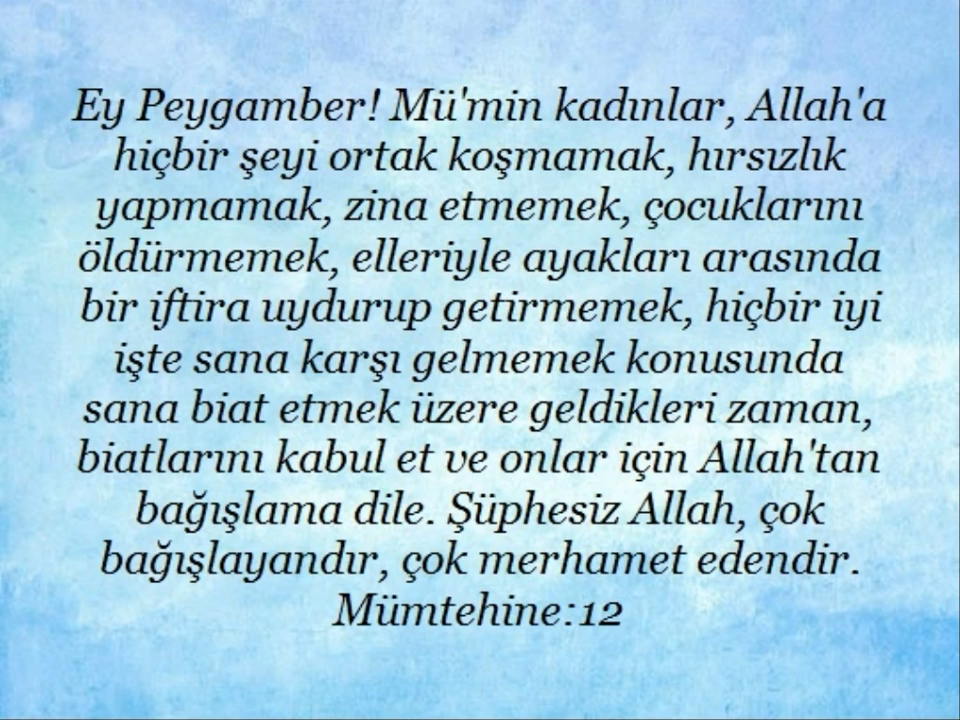 Ey Peygamber! Mü'min kadınlar, Allah'a
hiçbir şeyi ortak koşmamak, hırsızlık
yapmamak, zina etmemek, çocuklarını
öldürmemek, elleriyle ayakları arasında
bir iftira uydurup getirmemek, hiçbir iyi
işte sana karşı gelmemek konusunda
sana biat etmek üzere geldikleri zaman,
biatlarını kabul et ve onlar için Allah'tan
bağışlama dile. Şüphesiz Allah, çok
bağışlayandır, çok merhamet edendir.
Mümtehine:12